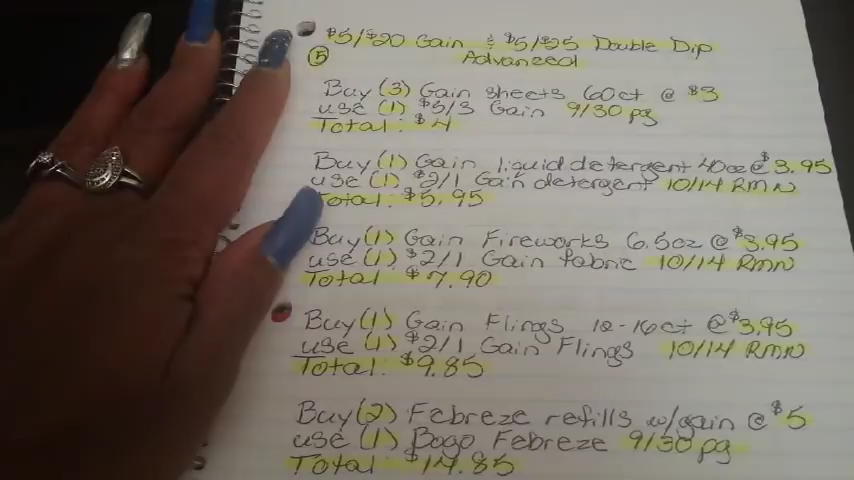 $5/$20 Gain & $5/$25 Double Dip
⑤ Advanced
Buy (3) Gain sheets 60ct @ $3
use (1) $5/3 Gain 9/30 pg
Total: $4
Buy (1) Gain liquid detergent 40oz @ $3.95
use (1) $2/1 Gain detergent 10/14 RMN
Total: $5.95
Buy (1) Gain Fireworks 6.5oz @ $3.95
use (1) $2/1 Gain fabric 10/14 RMN
Total: $7.90
Buy (1) Gain Flings 12-16ct @ $3.95
use (1) $2/1 Gain Flings 10/14 RMN
Total: $9.85
Buy (2) Febreze refills w/gain @ $5
use (1) Bogo Febreze 9/30 pg
Total: $14.85